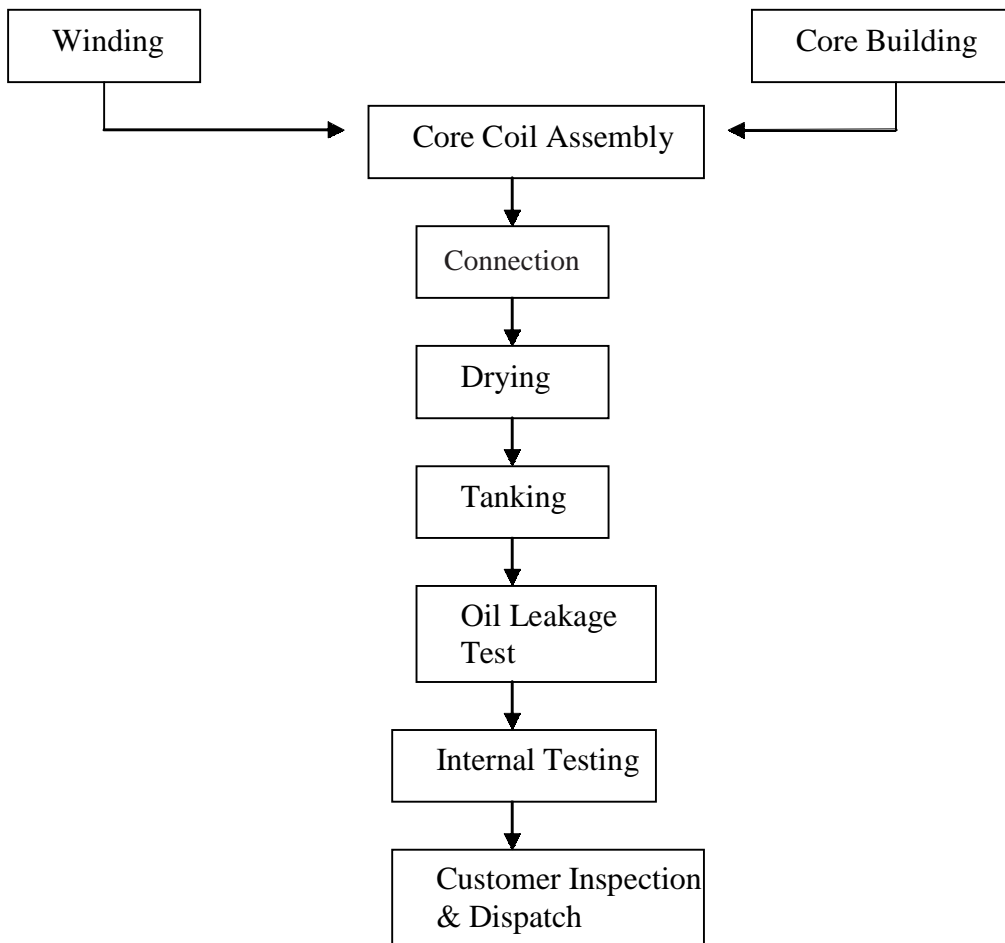 Winding
Core Building
Core Coil Assembly
Connection
Drying
Tanking
Oil Leakage
Test
Internal Testing
Customer Inspection
& Dispatch